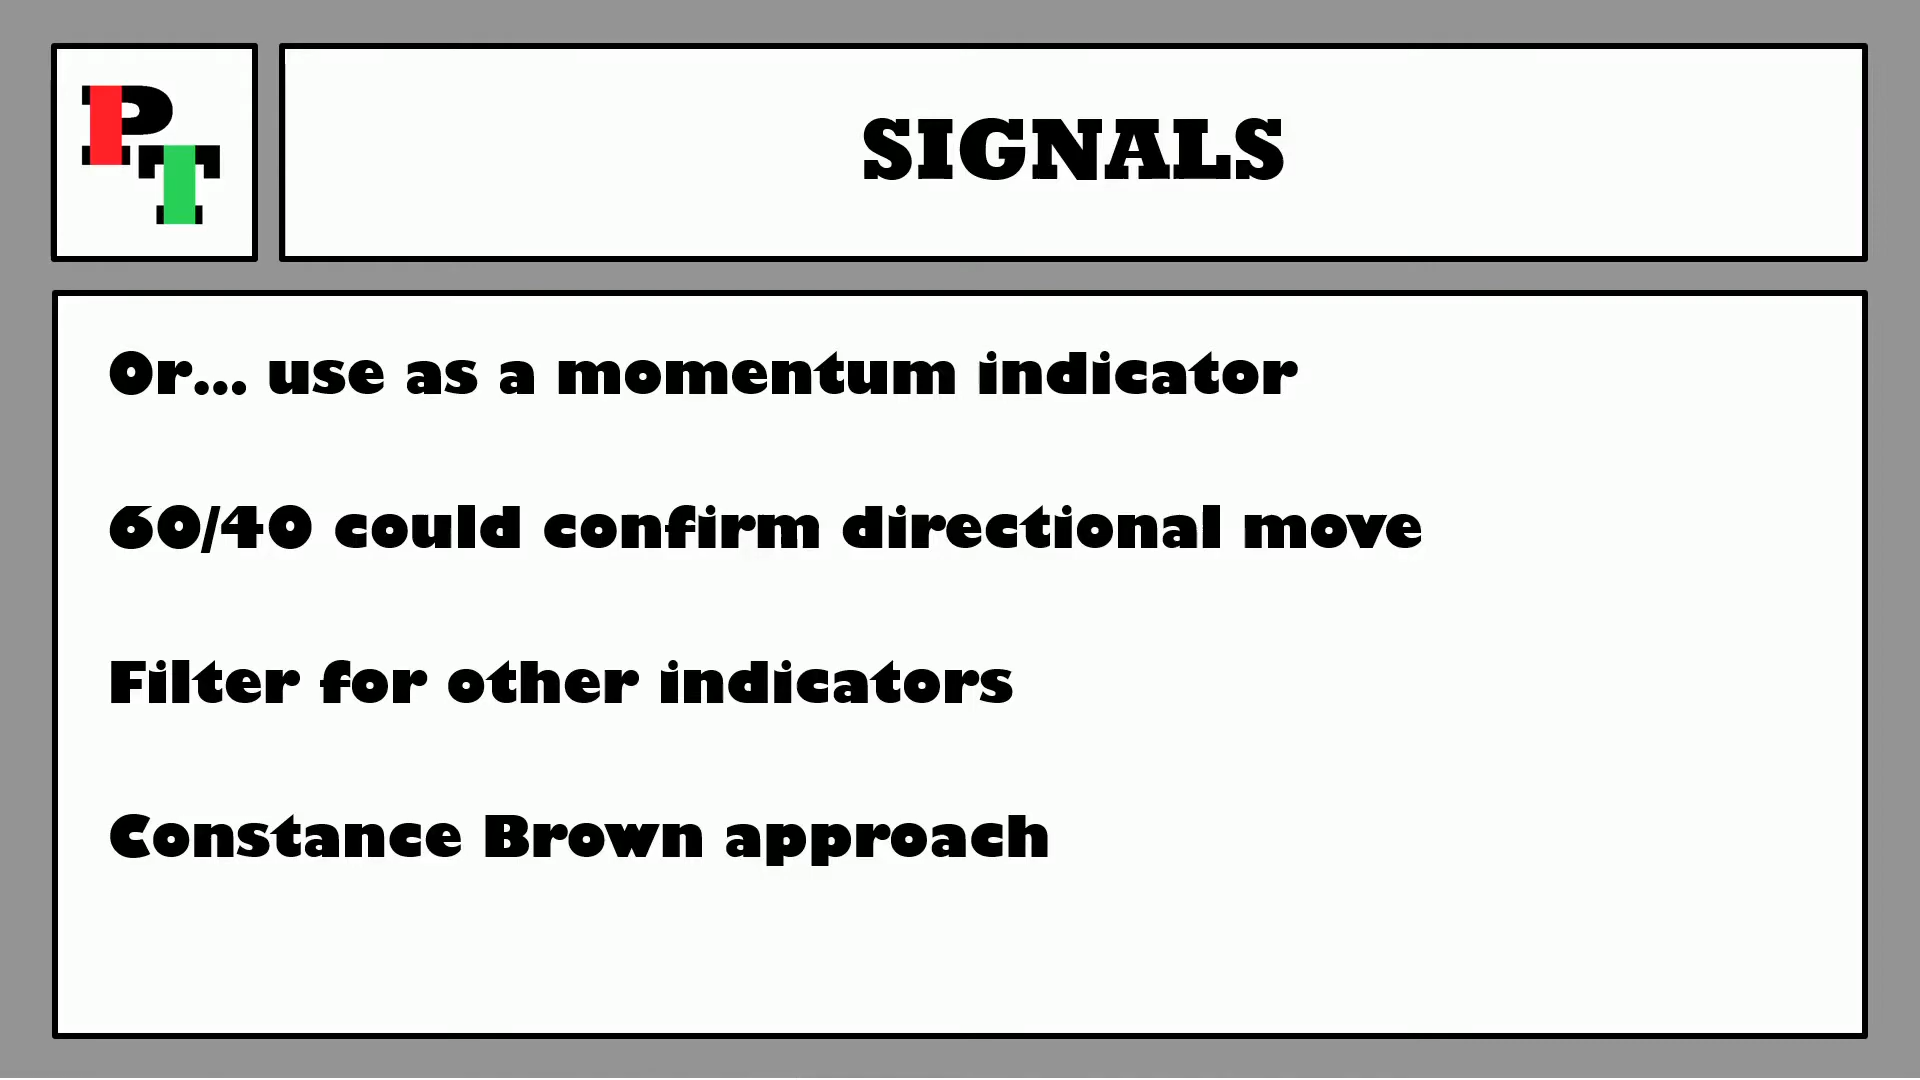 PT
SIGNALS
Or... use as a momentum indicator
60/40 could confirm directional move
Filter for other indicators
Constance Brown approach